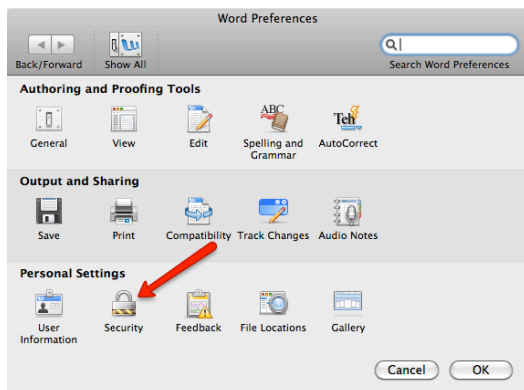 Word Preferences
Back/Forward Show All Search Word Preferences
Authoring and Proofing Tools
ABC Teh
General View Edit Spelling and Grammar AutoCorrect
Output and Sharing
Save Print Compatibility Track Changes Audio Notes
Personal Settings
User Information Security Feedback File Locations Gallery
Cancel OK